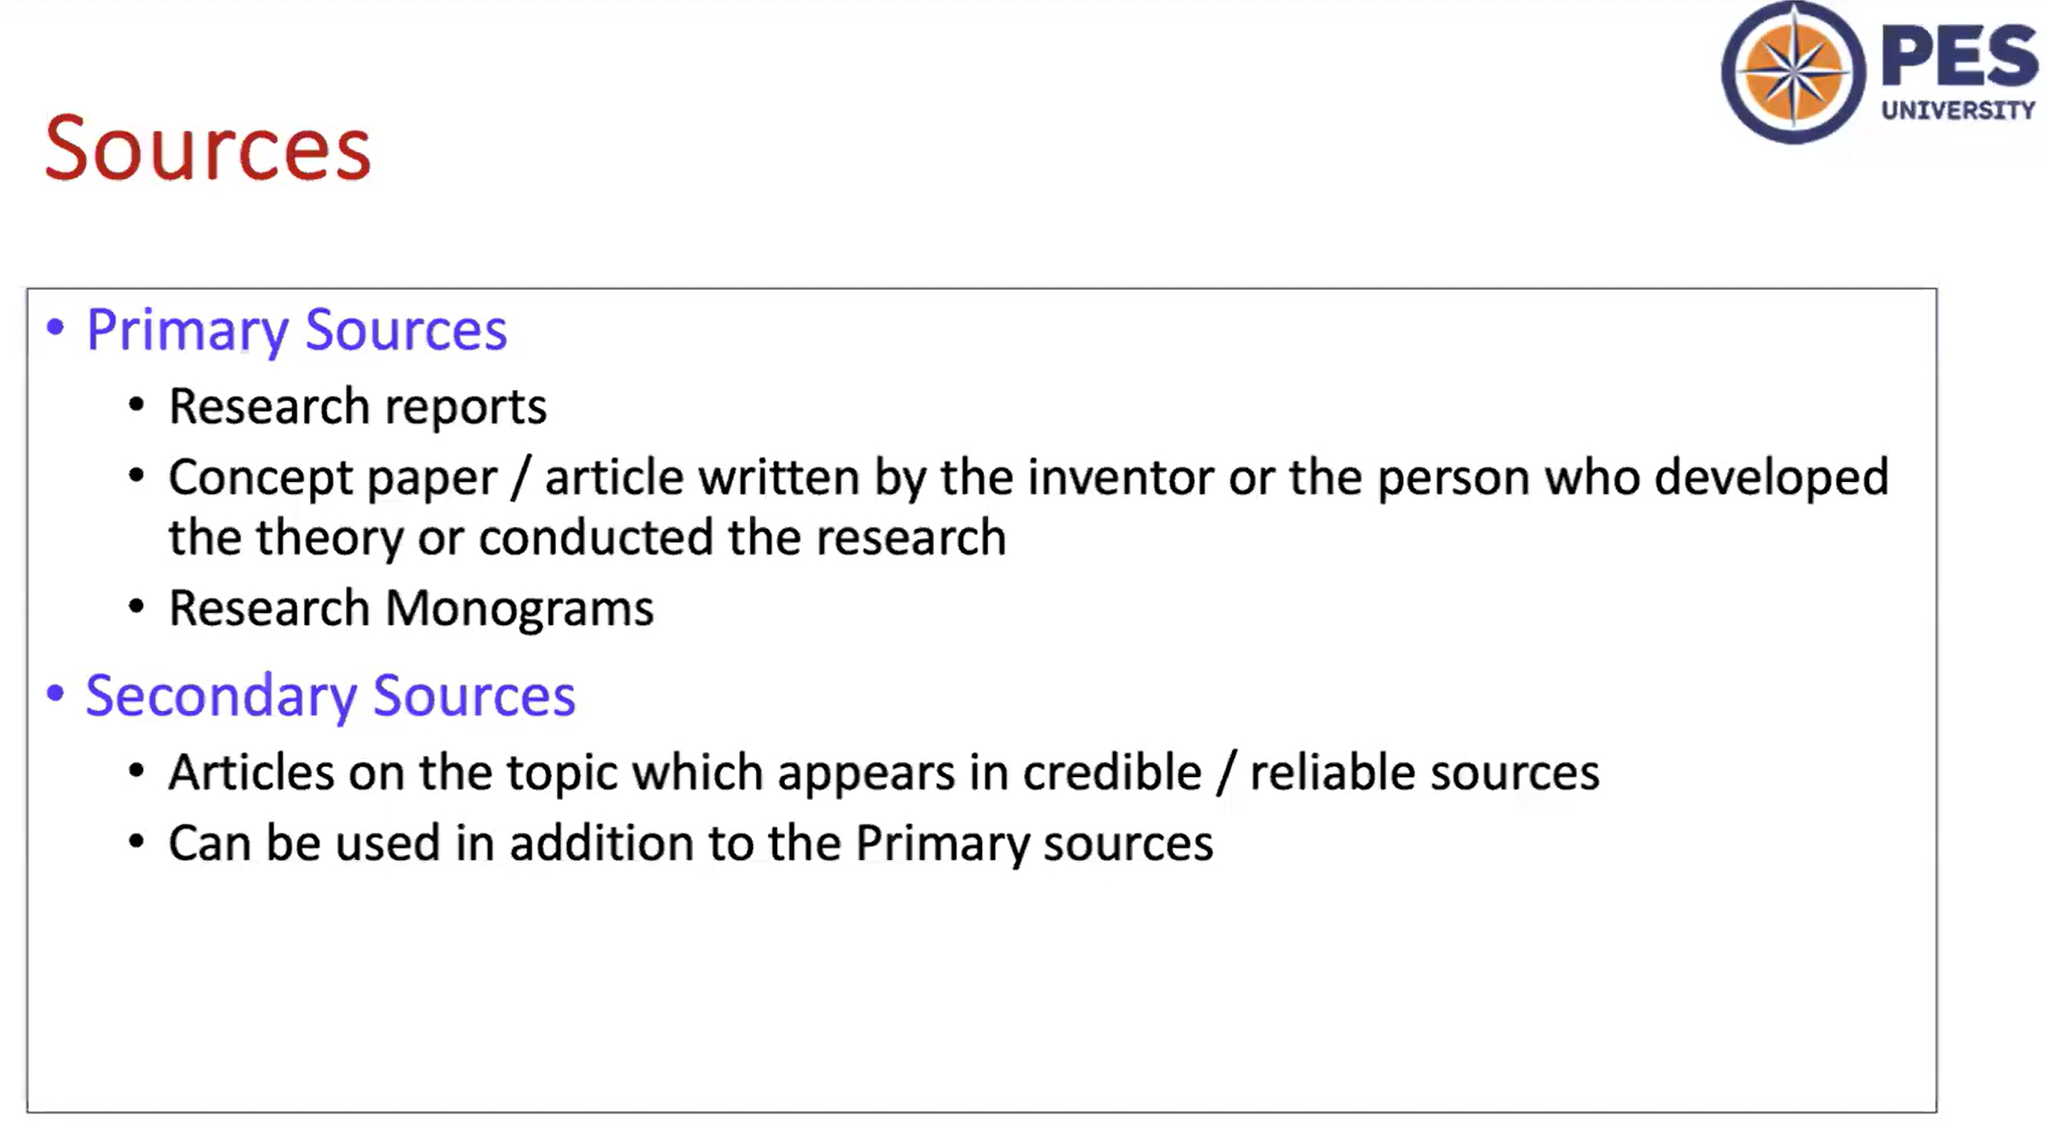 PES
UNIVERSITY
Sources
• Primary Sources
• Research reports
• Concept paper / article written by the inventor or the person who developed
the theory or conducted the research
• Research Monograms
• Secondary Sources
• Articles on the topic which appears in credible / reliable sources
• Can be used in addition to the Primary sources